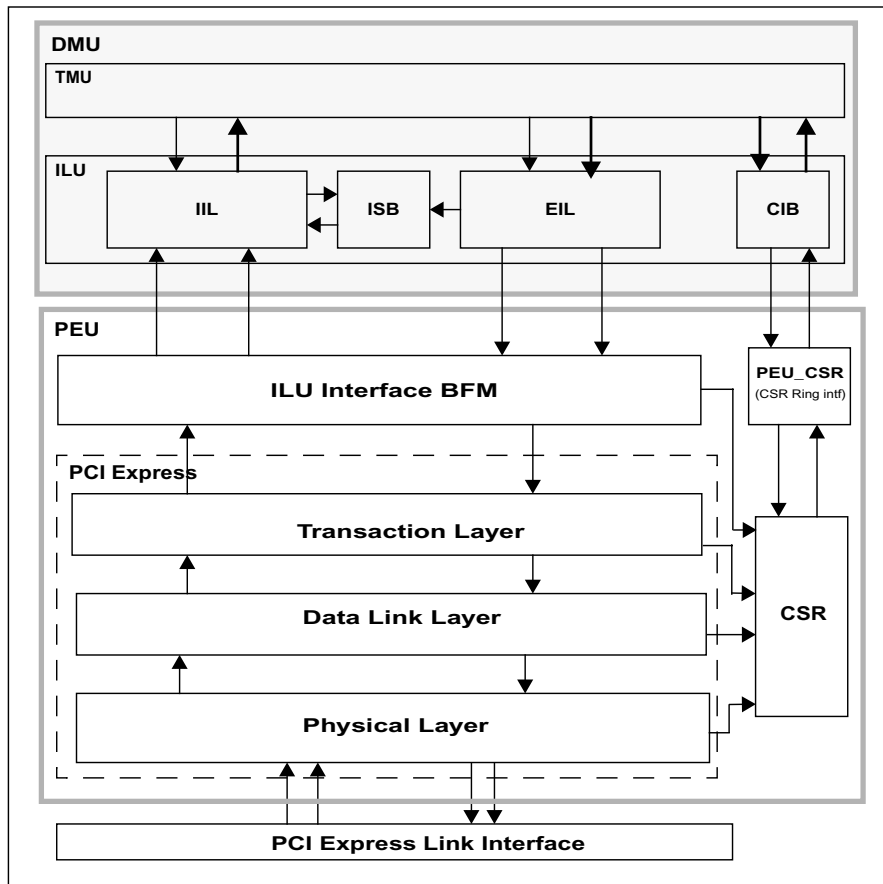 DMU
TMU
ILU
IIL
ISB
EIL
CIB
PEU
ILU Interface BFM
PEU_CSR
(CSR Ring intf)
PCI Express
Transaction Layer
Data Link Layer
CSR
Physical Layer
PCI Express Link Interface